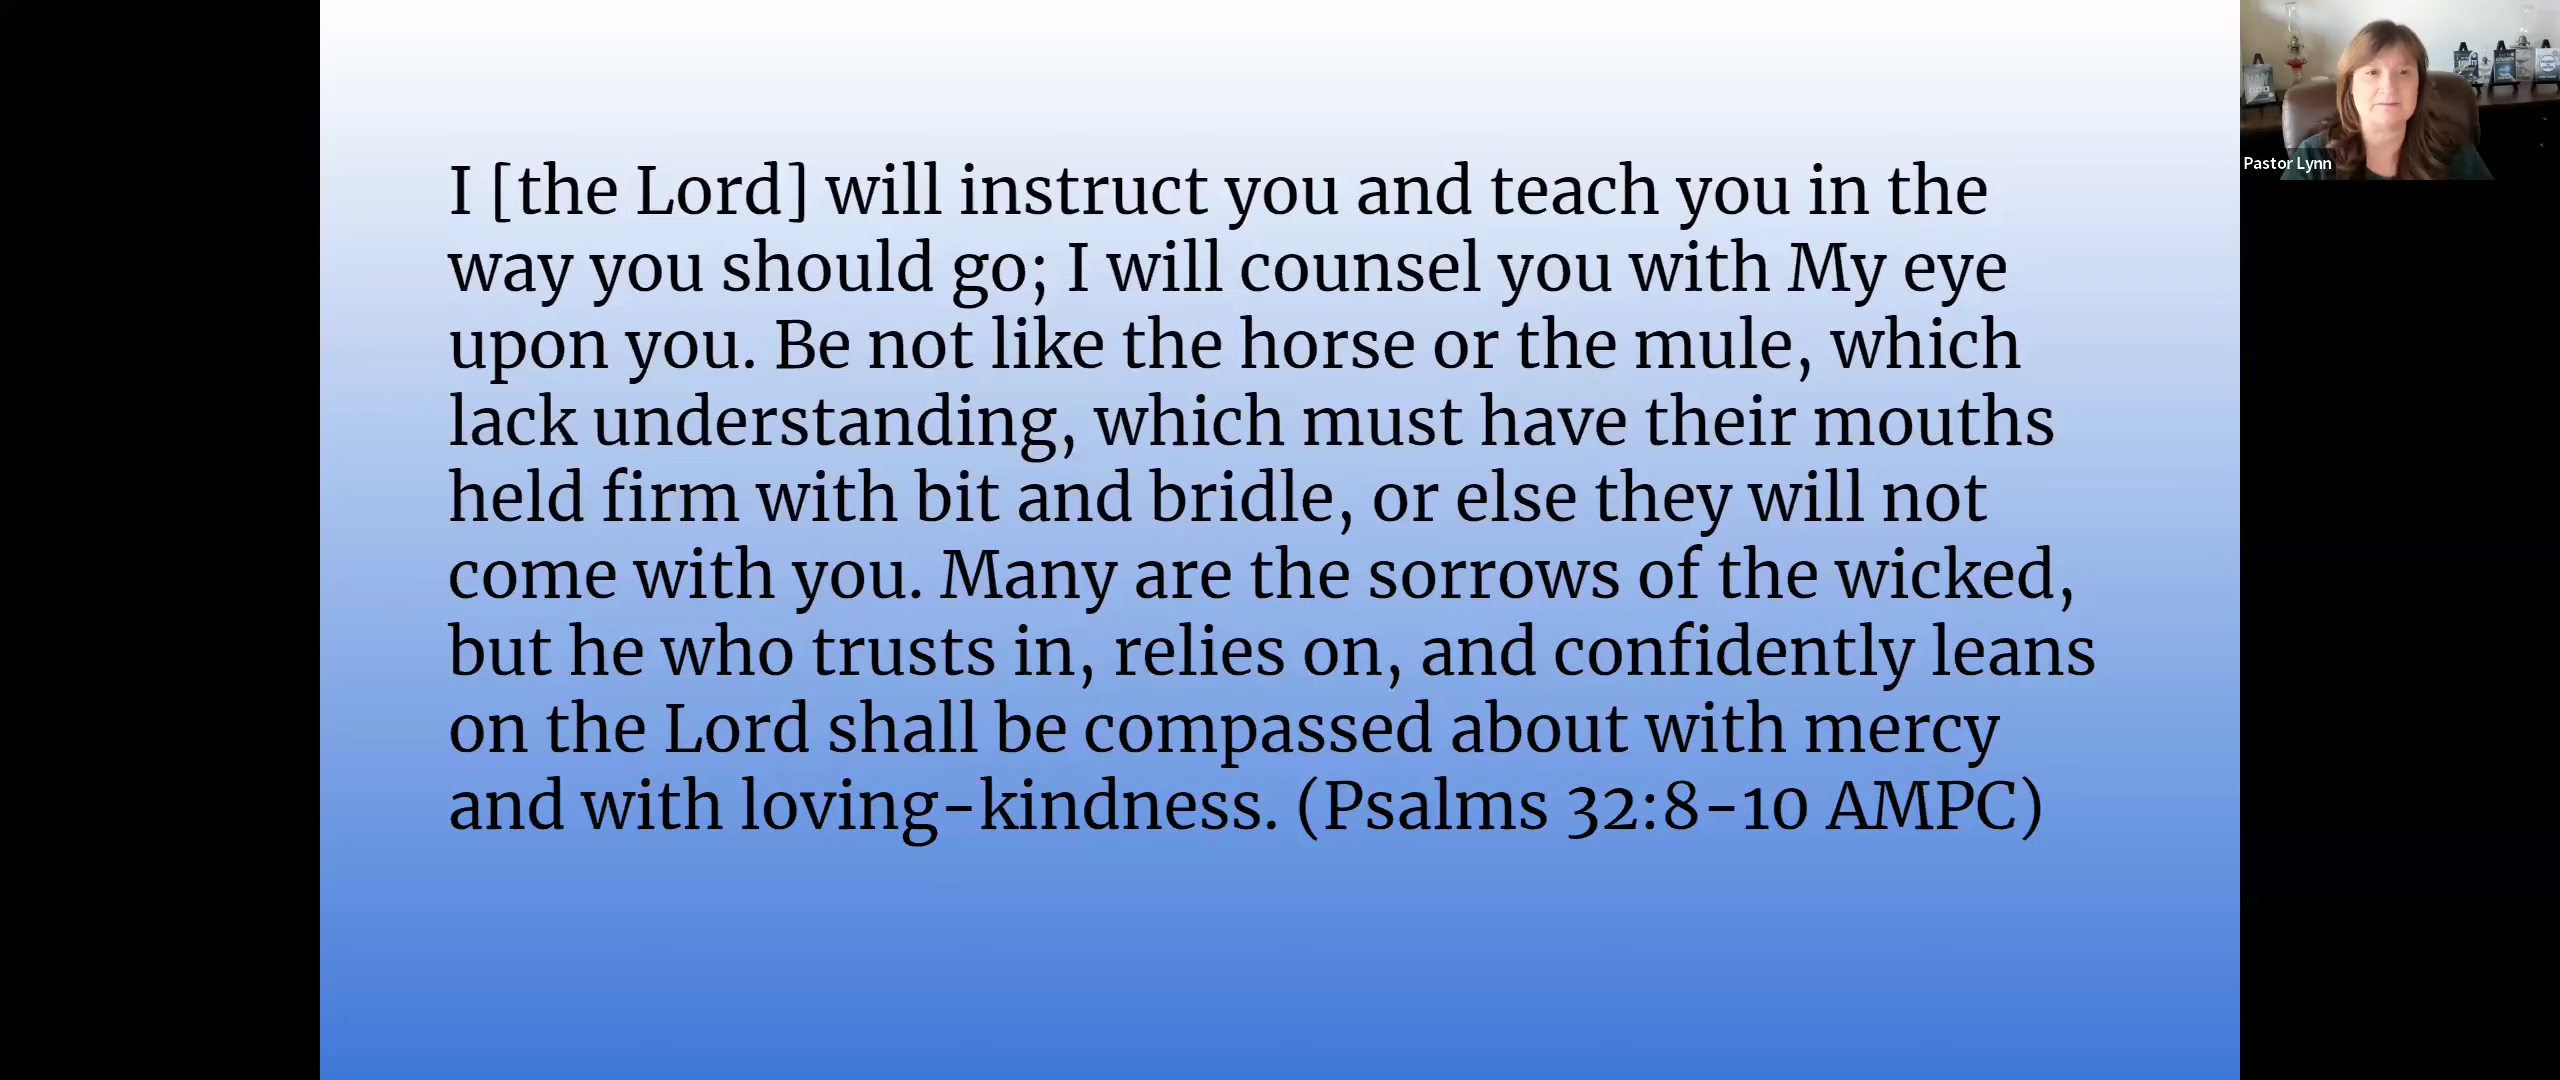 I [the Lord] will instruct you and teach you in the
way you should go; I will counsel you with My eye
upon you. Be not like the horse or the mule, which
lack understanding, which must have their mouths
held firm with bit and bridle, or else they will not
come with you. Many are the sorrows of the wicked,
but he who trusts in, relies on, and confidently leans
on the Lord shall be compassed about with mercy
and with loving-kindness. (Psalms 32:8-10 AMPC)
Pastor Lynn